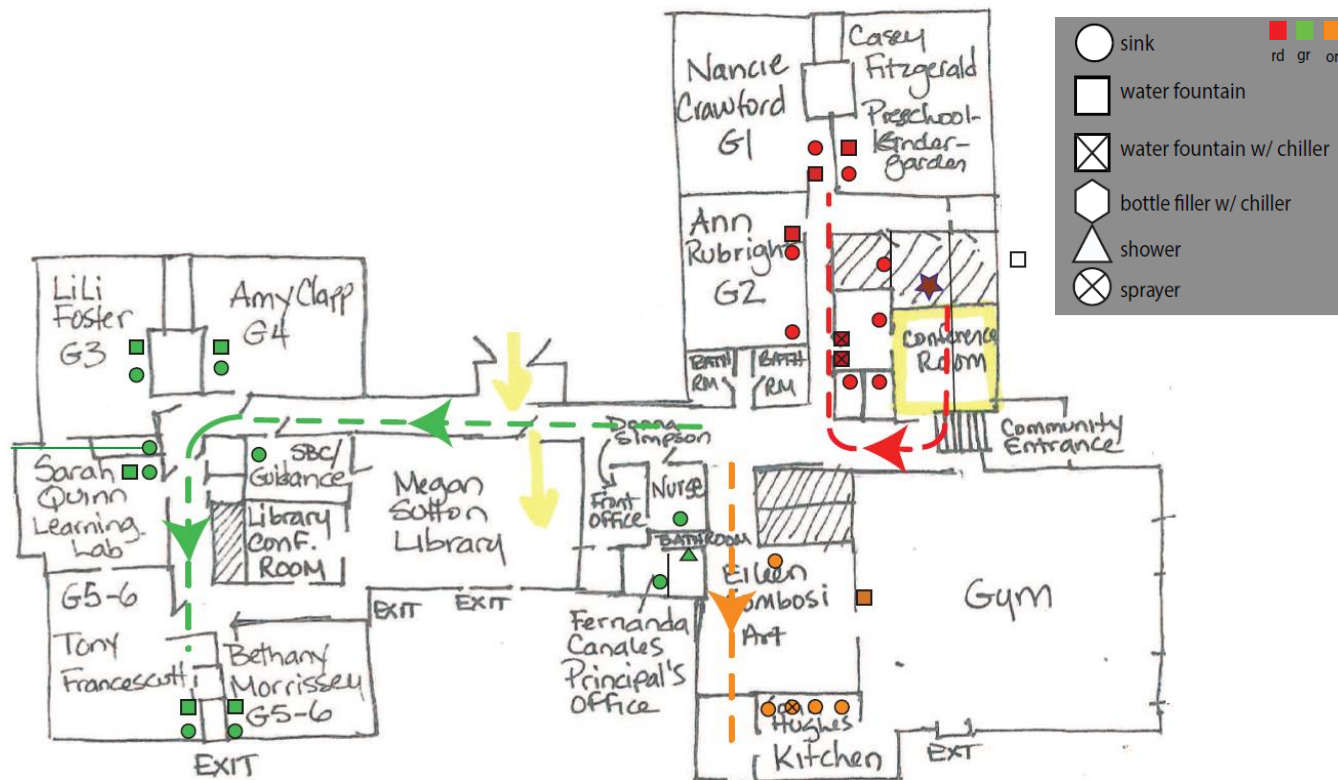 Nancie
Crawford
G1
Casey
Fitzgerald
Preschool-
kinder-
garden
sink
rd gr or
water fountain
water fountain w/ chiller
bottle filler w/ chiller
shower
sprayer
Ann
Rubright
G2
BATH
RM
BATH
RM
Conference
Room
Community
Entrance
LiLi
Foster
G3
Amy Clapp
G4
Donna
Simpson
Front
Office
Nurse
BATHROOM
SBC/
Guidance
Library
Conf.
ROOM
Megan
Sutton
Library
Sarah
Quinn
Learning
Lab
G5-6
Tony
Francescutt
Bethany
Morrissey
G5-6
EXIT
EXIT
EXIT
Fernanda
Canales
Principal's
Office
Eileen
ombosi
Art
Hughes
Kitchen
Gym
EXT